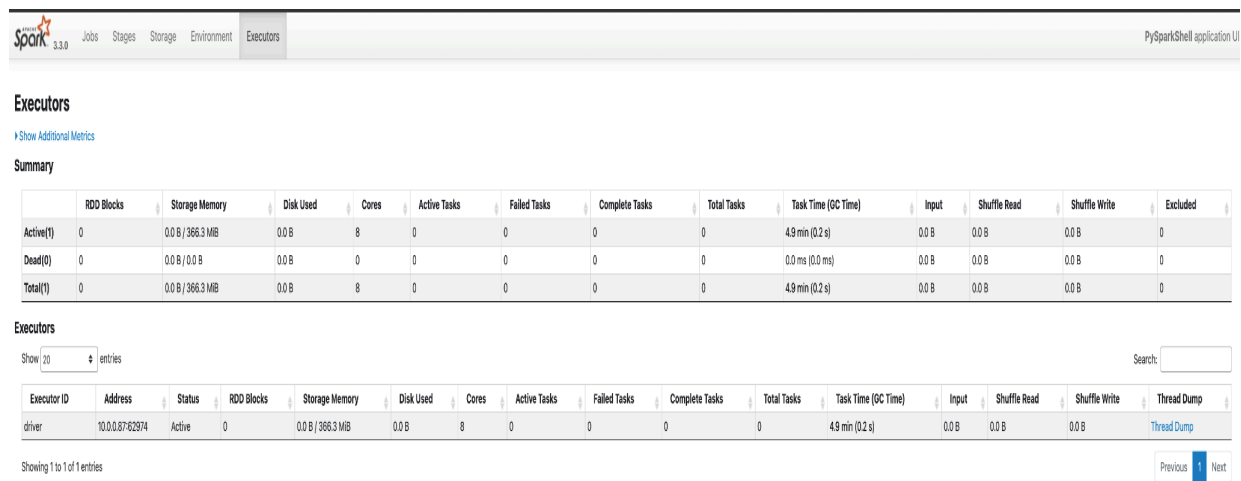 APACHE
Spark 3.3.0 Jobs Stages Storage Environment Executors PySparkShell application UI
Executors
Show Additional Metrics
Summary
RDD Blocks Storage Memory Disk Used Cores Active Tasks Failed Tasks Complete Tasks Total Tasks Task Time (GC Time) Input Shuffle Read Shuffle Write Excluded
Active(1) 0 0.0 B / 366.3 MiB 0.0 B 8 0 0 0 0 4.9 min (0.2 s) 0.0 B 0.0 B 0.0 B 0
Dead(0) 0 0.0 B / 0.0 B 0.0 B 0 0 0 0 0 0.0 ms (0.0 ms) 0.0 B 0.0 B 0.0 B 0
Total(1) 0 0.0 B / 366.3 MiB 0.0 B 8 0 0 0 0 4.9 min (0.2 s) 0.0 B 0.0 B 0.0 B 0
Executors
Show 20 entries Search:
Executor ID Address Status RDD Blocks Storage Memory Disk Used Cores Active Tasks Failed Tasks Complete Tasks Total Tasks Task Time (GC Time) Input Shuffle Read Shuffle Write Thread Dump
driver 10.0.0.87:62974 Active 0 0.0 B / 366.3 MiB 0.0 B 8 0 0 0 0 4.9 min (0.2 s) 0.0 B 0.0 B 0.0 B Thread Dump
Showing 1 to 1 of 1 entries Previous 1 Next